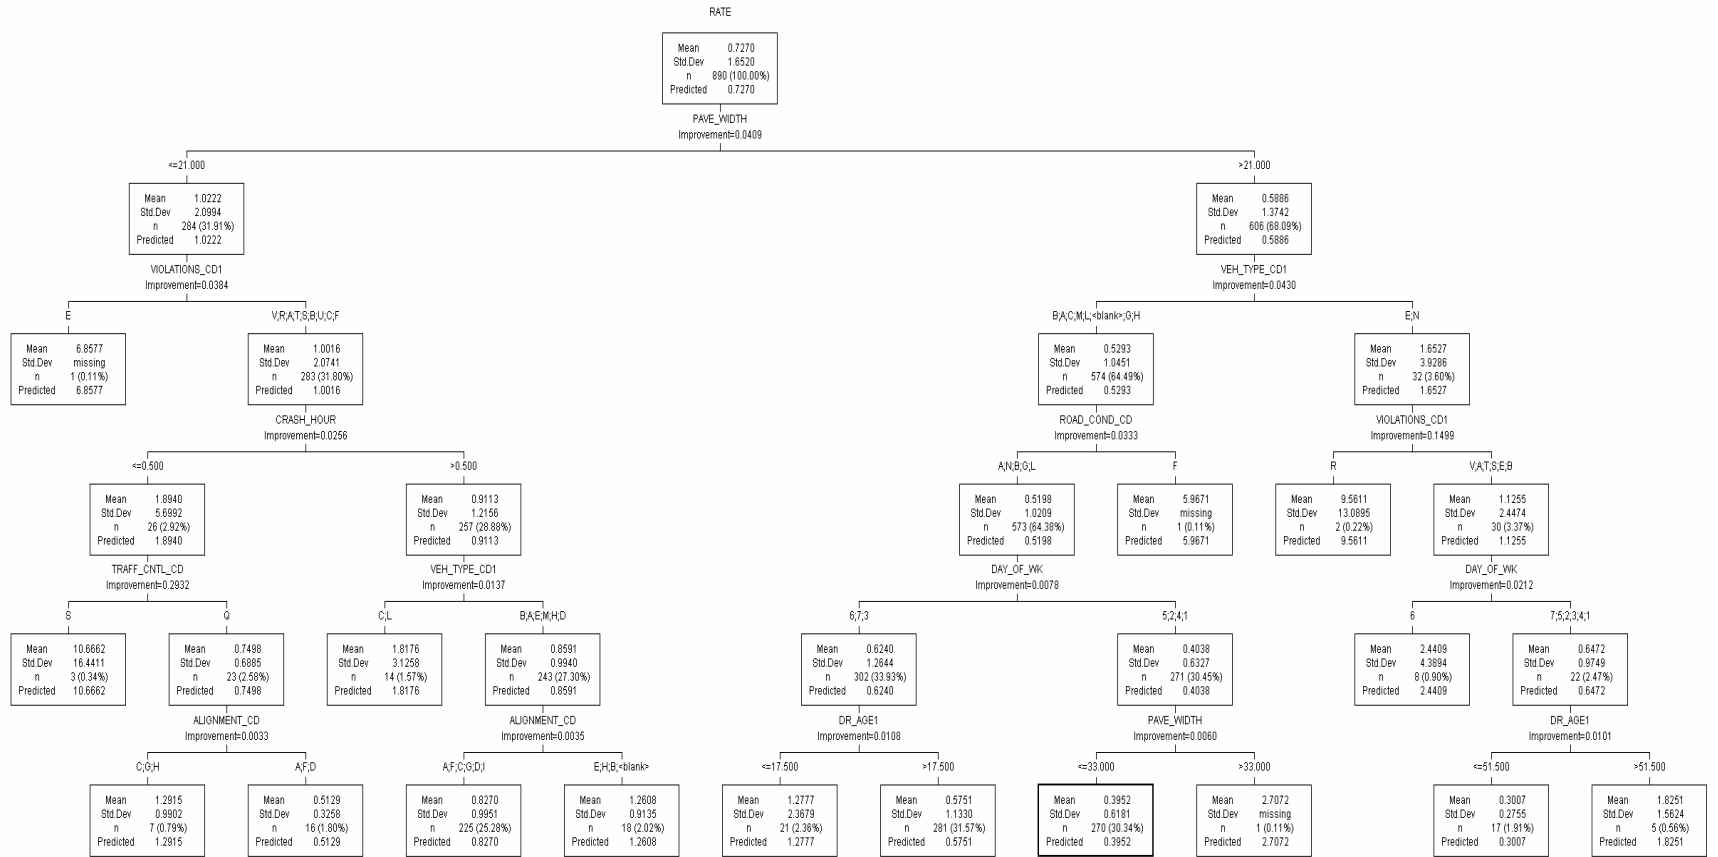 RATE
Mean 0.7270
Std.Dev 1.6520
n 890 (100.00%)
Predicted 0.7270
PAVE_WIDTH
Improvement=0.0409
<=21.000
Mean 1.0222
Std.Dev 2.0994
n 284 (31.91%)
Predicted 1.0222
VIOLATIONS_CD1
Improvement=0.0384
>21.000
Mean 0.5886
Std.Dev 1.3742
n 606 (68.09%)
Predicted 0.5886
VEH_TYPE_CD1
Improvement=0.0430
E
Mean 6.8577
Std.Dev missing
n 1 (0.11%)
Predicted 6.8577
V;R;A;T;S;B;U;C;F
Mean 1.0016
Std.Dev 2.0741
n 283 (31.80%)
Predicted 1.0016
CRASH_HOUR
Improvement=0.0256
B;A;C;M;L;<blank>;G;H
Mean 0.5293
Std.Dev 1.0451
n 574 (64.49%)
Predicted 0.5293
ROAD_COND_CD
Improvement=0.0333
E;N
Mean 1.6527
Std.Dev 3.9286
n 32 (3.60%)
Predicted 1.6527
VIOLATIONS_CD1
Improvement=0.1499
<=0.500
Mean 1.8940
Std.Dev 5.6992
n 26 (2.92%)
Predicted 1.8940
TRAFF_CNTL_CD
Improvement=0.2932
>0.500
Mean 0.9113
Std.Dev 1.2156
n 257 (28.88%)
Predicted 0.9113
VEH_TYPE_CD1
Improvement=0.0137
A;N;B;G;L
Mean 0.5198
Std.Dev 1.0209
n 573 (64.38%)
Predicted 0.5198
DAY_OF_WK
Improvement=0.0078
F
Mean 5.9671
Std.Dev missing
n 1 (0.11%)
Predicted 5.9671
R
Mean 9.5611
Std.Dev 13.0895
n 2 (0.22%)
Predicted 9.5611
V;A;T;S;E;B
Mean 1.1255
Std.Dev 2.4474
n 30 (3.37%)
Predicted 1.1255
DAY_OF_WK
Improvement=0.0212
S
Mean 10.6662
Std.Dev 16.4411
n 3 (0.34%)
Predicted 10.6662
Q
Mean 0.7498
Std.Dev 0.6885
n 23 (2.58%)
Predicted 0.7498
ALIGNMENT_CD
Improvement=0.0033
C;L
Mean 1.8176
Std.Dev 3.1258
n 14 (1.57%)
Predicted 1.8176
B;A;E;M;H;D
Mean 0.8591
Std.Dev 0.9940
n 243 (27.30%)
Predicted 0.8591
ALIGNMENT_CD
Improvement=0.0035
6;7;3
Mean 0.6240
Std.Dev 1.2644
n 302 (33.93%)
Predicted 0.6240
DR_AGE1
Improvement=0.0108
5;2;4;1
Mean 0.4038
Std.Dev 0.6327
n 271 (30.45%)
Predicted 0.4038
PAVE_WIDTH
Improvement=0.0060
6
Mean 2.4409
Std.Dev 4.3894
n 8 (0.90%)
Predicted 2.4409
7;5;2;3;4;1
Mean 0.6472
Std.Dev 0.9749
n 22 (2.47%)
Predicted 0.6472
DR_AGE1
Improvement=0.0101
C;G;H
Mean 1.2915
Std.Dev 0.9902
n 7 (0.79%)
Predicted 1.2915
A;F;D
Mean 0.5129
Std.Dev 0.3258
n 16 (1.80%)
Predicted 0.5129
A;F;C;G;D;I
Mean 0.8270
Std.Dev 0.9951
n 225 (25.28%)
Predicted 0.8270
E;H;B;<blank>
Mean 1.2608
Std.Dev 0.9135
n 18 (2.02%)
Predicted 1.2608
<=17.500
Mean 1.2777
Std.Dev 2.3679
n 21 (2.36%)
Predicted 1.2777
>17.500
Mean 0.5751
Std.Dev 1.1330
n 281 (31.57%)
Predicted 0.5751
<=33.000
Mean 0.3952
Std.Dev 0.6181
n 270 (30.34%)
Predicted 0.3952
>33.000
Mean 2.7072
Std.Dev missing
n 1 (0.11%)
Predicted 2.7072
<=51.500
Mean 0.3007
Std.Dev 0.2755
n 17 (1.91%)
Predicted 0.3007
>51.500
Mean 1.8251
Std.Dev 1.5624
n 5 (0.56%)
Predicted 1.8251